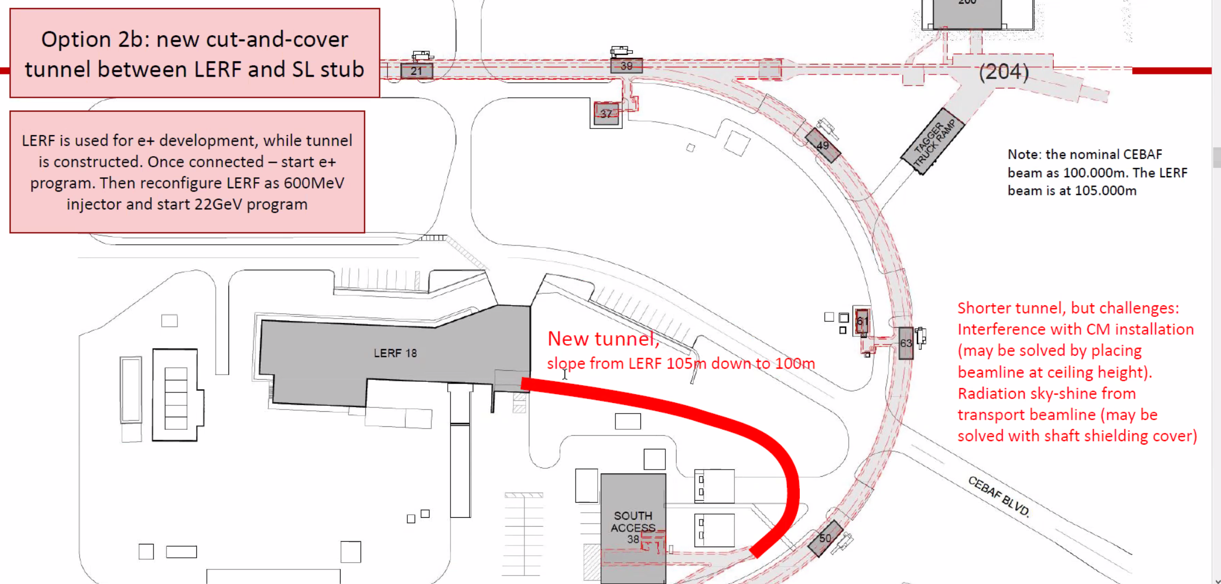 Option 2b: new cut-and-cover
tunnel between LERF and SL stub
LERF is used for e+ development, while tunnel
is constructed. Once connected – start e+
program. Then reconfigure LERF as 600MeV
injector and start 22GeV program
21
39
37
200
(204)
49
TAGGER
TRUCK RAMP
Note: the nominal CEBAF
beam as 100.000m. The LERF
beam is at 105.000m
61
63
Shorter tunnel, but challenges:
Interference with CM installation
(may be solved by placing
beamline at ceiling height).
Radiation sky-shine from
transport beamline (may be
solved with shaft shielding cover)
LERF 18
New tunnel,
slope from LERF 105m down to 100m
CEBAF BLVD.
SOUTH
ACCESS
38
50